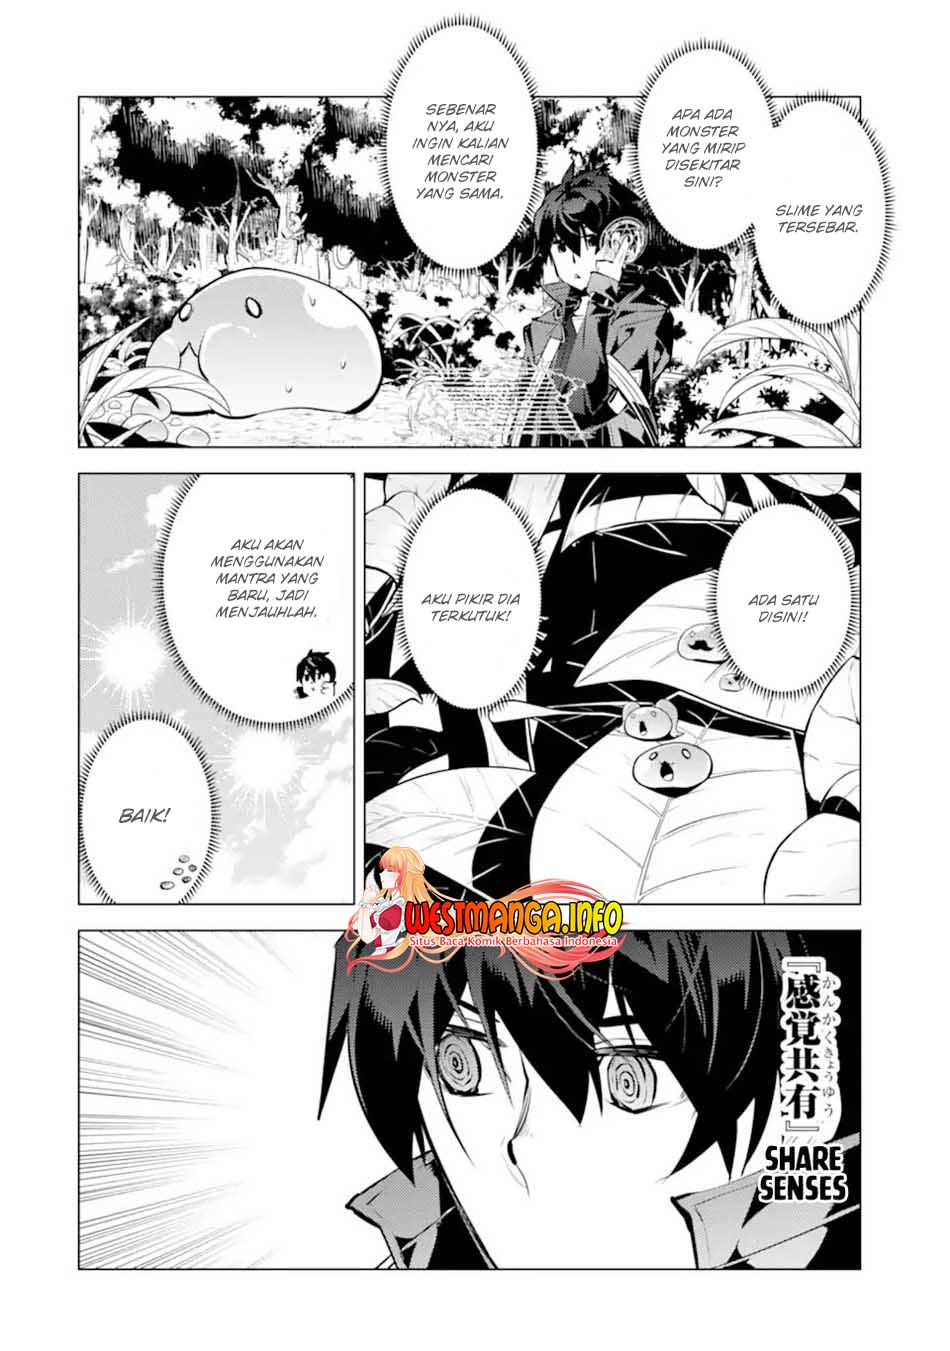 SLIME YANG
TERSEBAR.
APA ADA
MONSTER
YANG MIRIP
DISEKITAR
SINI?
SEBENAR
NYA, AKU
INGIN KALIAN
MENCARI
MONSTER
YANG SAMA.
ADA SATU
DISINI!
AKU PIKIR DIA
TERKUTUK!
AKU AKAN
MENGGUNAKAN
MANTRA YANG
BARU, JADI
MENJAUHLAH.
BAIK!
WESTMANGA.INFO
Situs Baca Komik Berbahasa Indonesia
『感覚共有』
かんかくきょうゆう
SHARE
SENSES